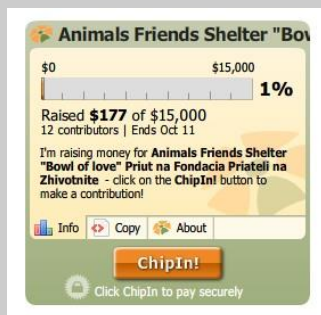 Animals Friends Shelter "Bow
$0 $15,000
1%
Raised $177 of $15,000
12 contributors | Ends Oct 11
I'm raising money for Animals Friends Shelter
"Bowl of love" Priut na Fondacia Priateli na
Zhivotnite - click on the ChipIn! button to
make a contribution!
Info Copy About
ChipIn!
Click ChipIn to pay securely